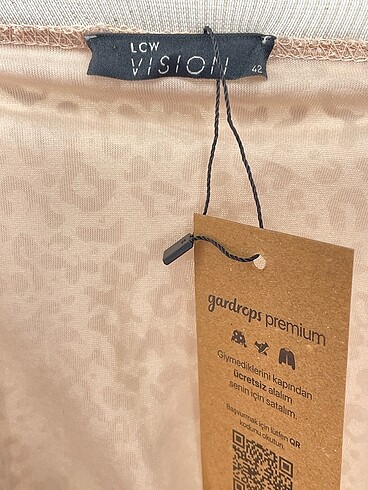 LCW
VISION
42
gardrops premium
Giymediklerini kapından
ücretsiz alalım
senin için satalım.
Başvurmak için lütfen QR
kodunu okutun.